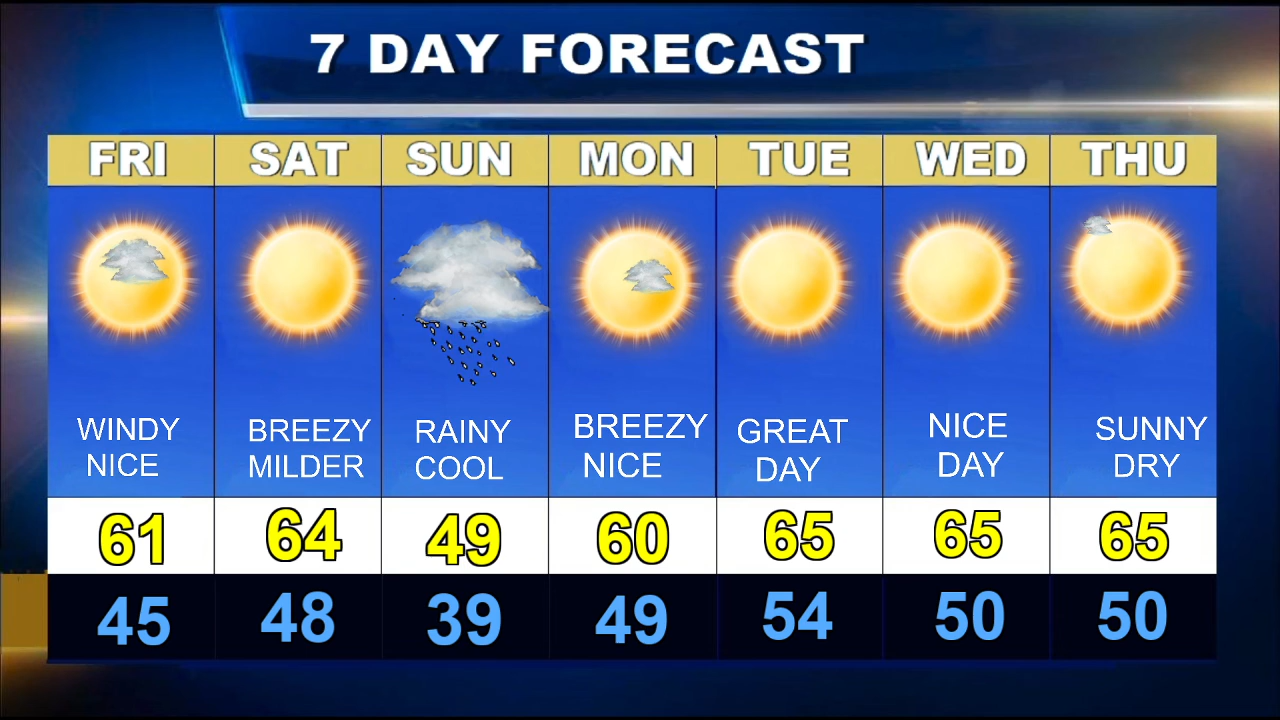 7 DAY FORECAST
FRI SAT SUN MON TUE WED THU
WINDY BREEZY RAINY BREEZY GREAT NICE SUNNY
NICE MILDER COOL NICE DAY DAY DRY
61 64 49 60 65 65 65
45 48 39 49 54 50 50